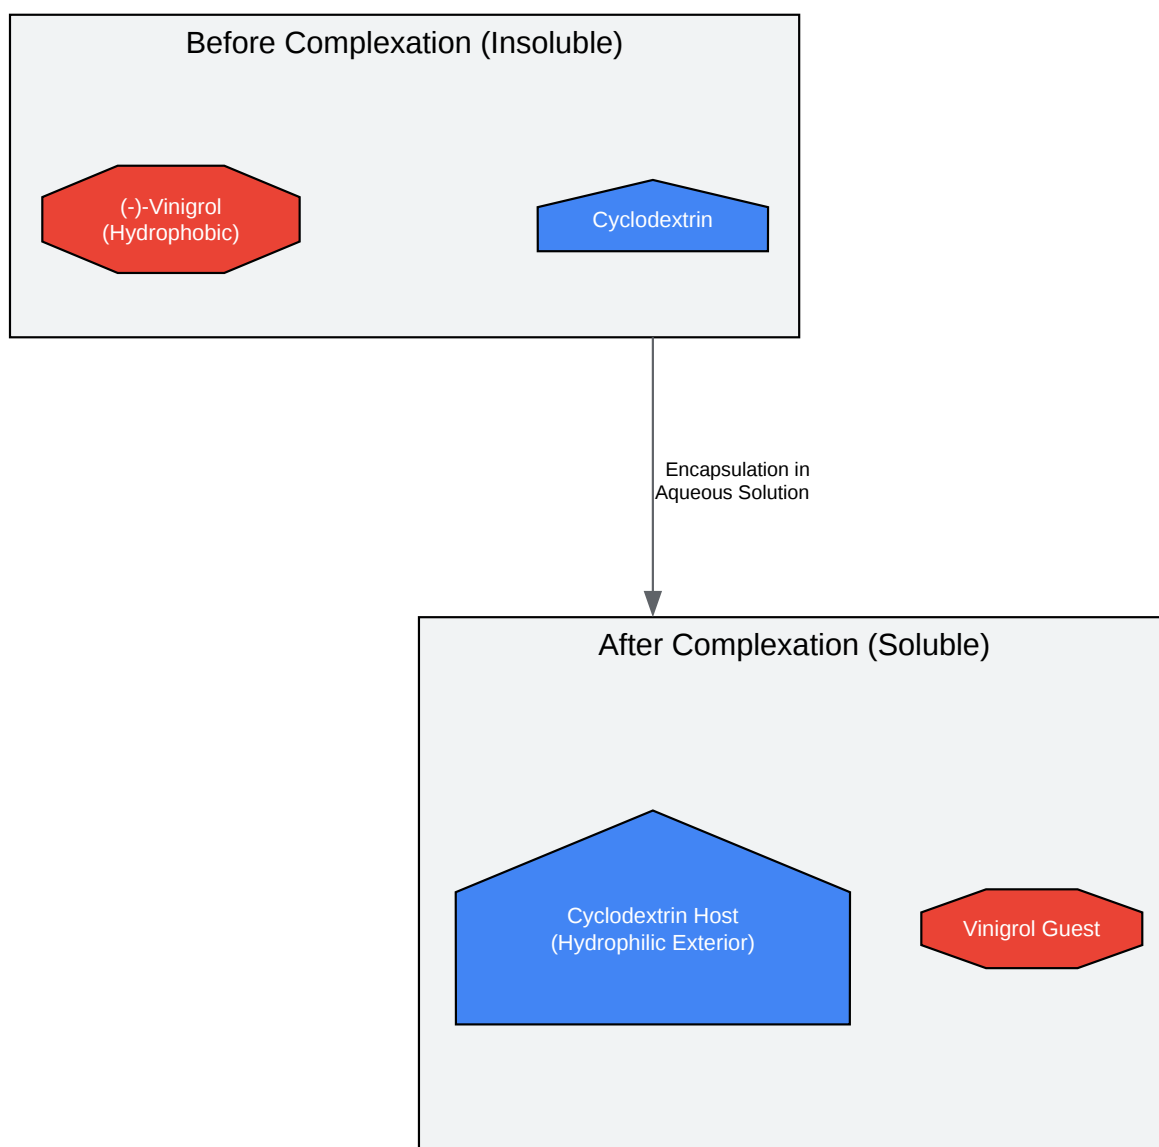 Before Complexation (Insoluble)
(-)-Vinigrol
(Hydrophobic)
Cyclodextrin
Encapsulation in
Aqueous Solution
After Complexation (Soluble)
Cyclodextrin Host
(Hydrophilic Exterior)
Vinigrol Guest